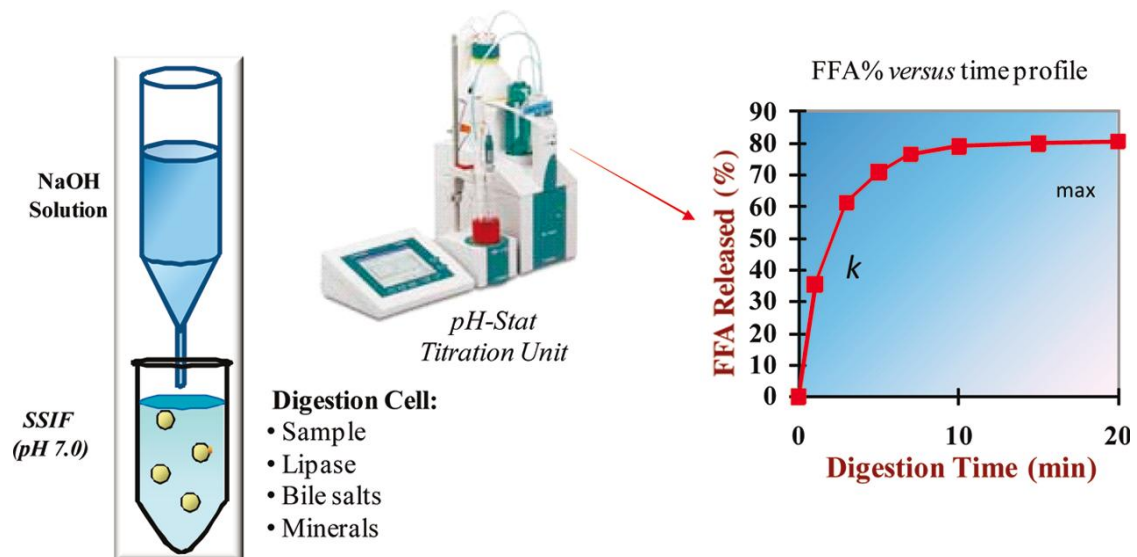 NaOH
Solution
SSIF
(pH 7.0)
pH-Stat
Titration Unit
Digestion Cell:
• Sample
• Lipase
• Bile salts
• Minerals
FFA% versus time profile
FFA Released (%)
90
80
70
60
50
40
30
20
10
0
k
max
0
10
20
Digestion Time (min)